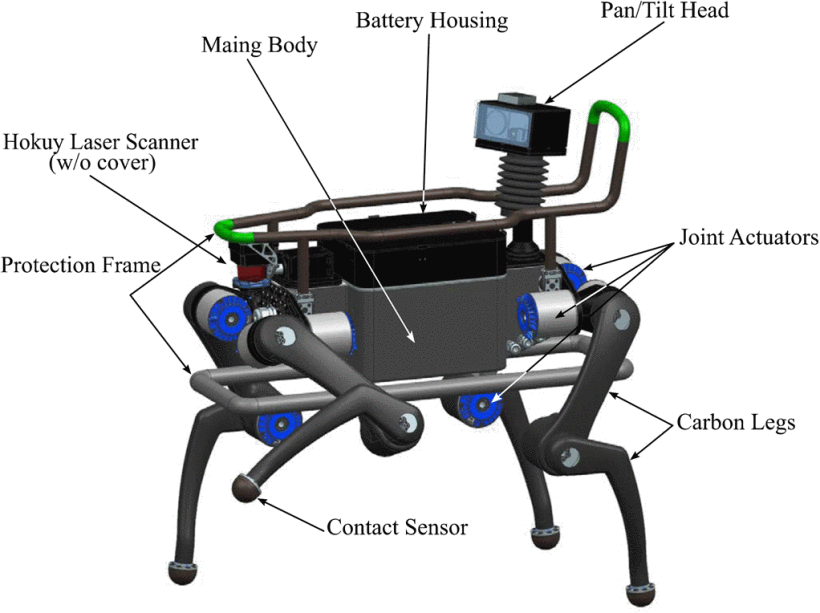 Pan/Tilt Head
Battery Housing
Maing Body
Hokuy Laser Scanner
(w/o cover)
Joint Actuators
Protection Frame
Carbon Legs
Contact Sensor